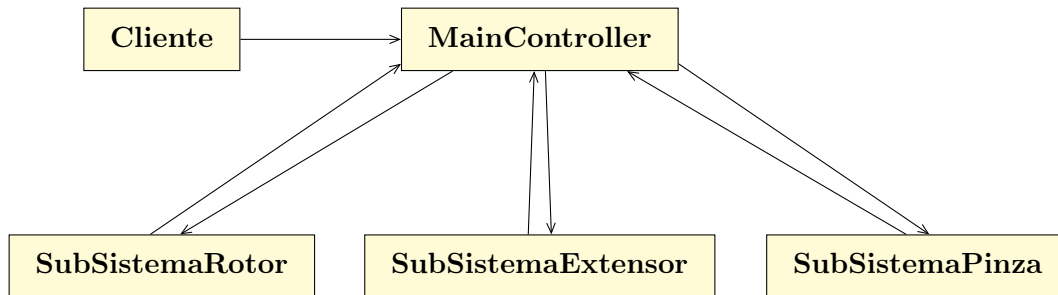 Cliente
MainController
SubSistemaRotor
SubSistemaExtensor
SubSistemaPinza